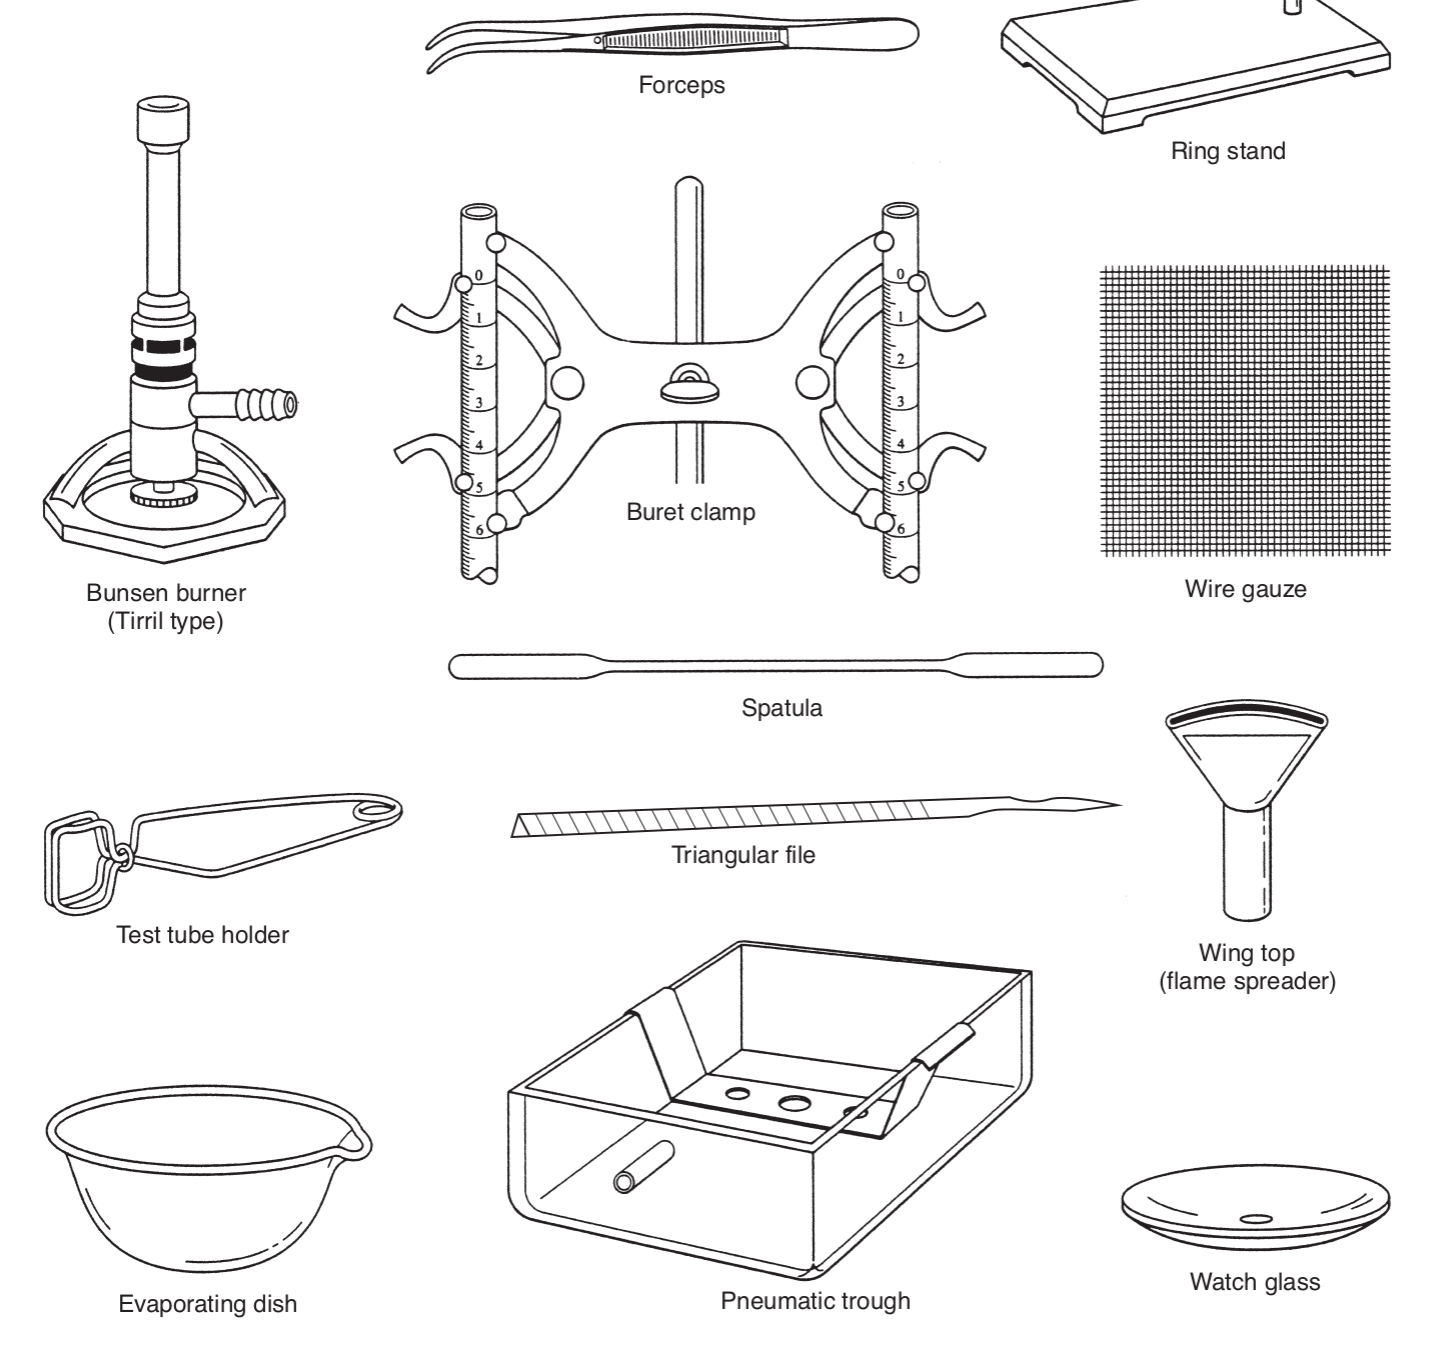 Forceps
Ring stand
0
1
2
3
4
5
6
0
1
2
3
4
5
6
Buret clamp
Bunsen burner
(Tirril type)
Wire gauze
Spatula
Triangular file
Test tube holder
Wing top
(flame spreader)
Evaporating dish
Pneumatic trough
Watch glass